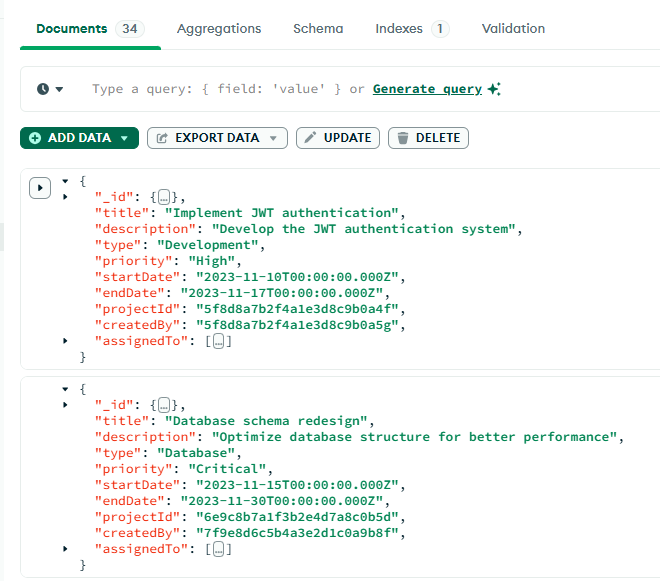 Documents 34 Aggregations Schema Indexes 1 Validation
Type a query: { field: 'value' } or Generate query
ADD DATA EXPORT DATA UPDATE DELETE
{
"_id": {…},
"title": "Implement JWT authentication",
"description": "Develop the JWT authentication system",
"type": "Development",
"priority": "High",
"startDate": "2023-11-10T00:00:00.000Z",
"endDate": "2023-11-17T00:00:00.000Z",
"projectId": "5f8d8a7b2f4a1e3d8c9b0a4f",
"createdBy": "5f8d8a7b2f4a1e3d8c9b0a5g",
"assignedTo": […]
}
{
"_id": {…},
"title": "Database schema redesign",
"description": "Optimize database structure for better performance",
"type": "Database",
"priority": "Critical",
"startDate": "2023-11-15T00:00:00.000Z",
"endDate": "2023-11-30T00:00:00.000Z",
"projectId": "6e9c8b7a1f3b2e4d7a8c0b5d",
"createdBy": "7f9e8d6c5b4a3e2d1c0a9b8f",
"assignedTo": […]
}